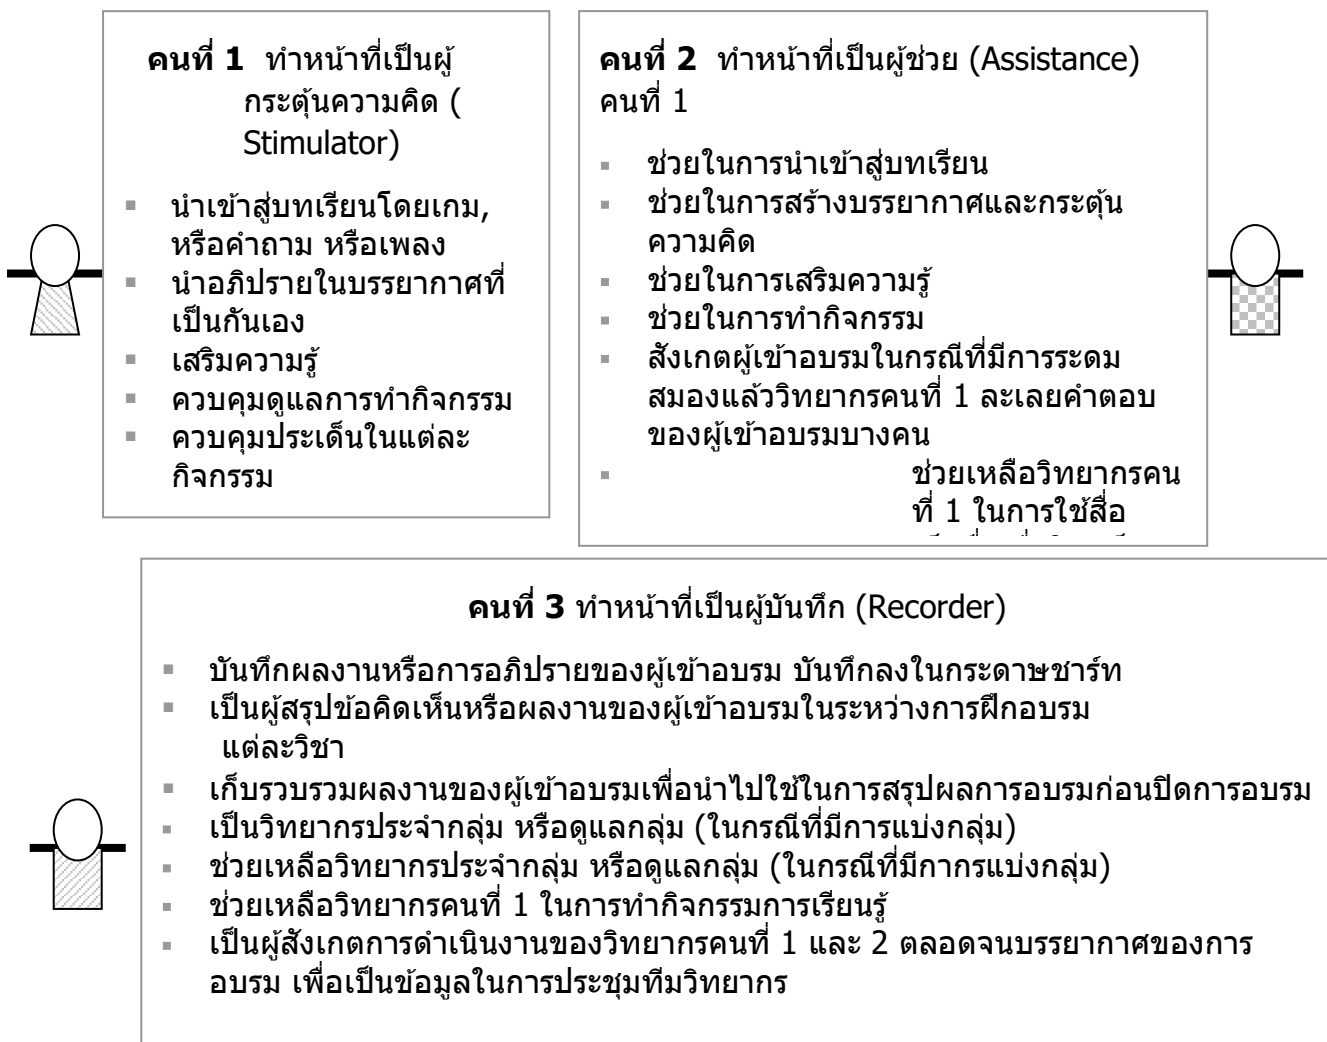 คนที่ 1 ทำหน้าที่เป็นผู้
กระตุ้นความคิด (
Stimulator)
นำเข้าสู่บทเรียนโดยเกม,
หรือคำถาม หรือเพลง
นำอภิปรายในบรรยากาศที่
เป็นกันเอง
เสริมความรู้
ควบคุมดูแลการทำกิจกรรม
ควบคุมประเด็นในแต่ละ
กิจกรรม
คนที่ 2 ทำหน้าที่เป็นผู้ช่วย (Assistance)
คนที่ 1
ช่วยในการนำเข้าสู่บทเรียน
ช่วยในการสร้างบรรยากาศและกระตุ้น
ความคิด
ช่วยในการเสริมความรู้
ช่วยในการทำกิจกรรม
สังเกตผู้เข้าอบรมในกรณีที่มีการระดม
สมองแล้ววิทยากรคนที่ 1 ละเลยคำตอบ
ของผู้เข้าอบรมบางคน
ช่วยเหลือวิทยากรคน
ที่ 1 ในการใช้สื่อ
คนที่ 3 ทำหน้าที่เป็นผู้บันทึก (Recorder)
บันทึกผลงานหรือการอภิปรายของผู้เข้าอบรม บันทึกลงในกระดาษชาร์ท
เป็นผู้สรุปข้อคิดเห็นหรือผลงานของผู้เข้าอบรมในระหว่างการฝึกอบรม
แต่ละวิชา
เก็บรวบรวมผลงานของผู้เข้าอบรมเพื่อนำไปใช้ในการสรุปผลการอบรมก่อนปิดการอบรม
เป็นวิทยากรประจำกลุ่ม หรือดูแลกลุ่ม (ในกรณีที่มีการแบ่งกลุ่ม)
ช่วยเหลือวิทยากรประจำกลุ่ม หรือดูแลกลุ่ม (ในกรณีที่มีกากรแบ่งกลุ่ม)
ช่วยเหลือวิทยากรคนที่ 1 ในการทำกิจกรรมการเรียนรู้
เป็นผู้สังเกตการดำเนินงานของวิทยากรคนที่ 1 และ 2 ตลอดจนบรรยากาศของการ
อบรม เพื่อเป็นข้อมูลในการประชุมทีมวิทยากร